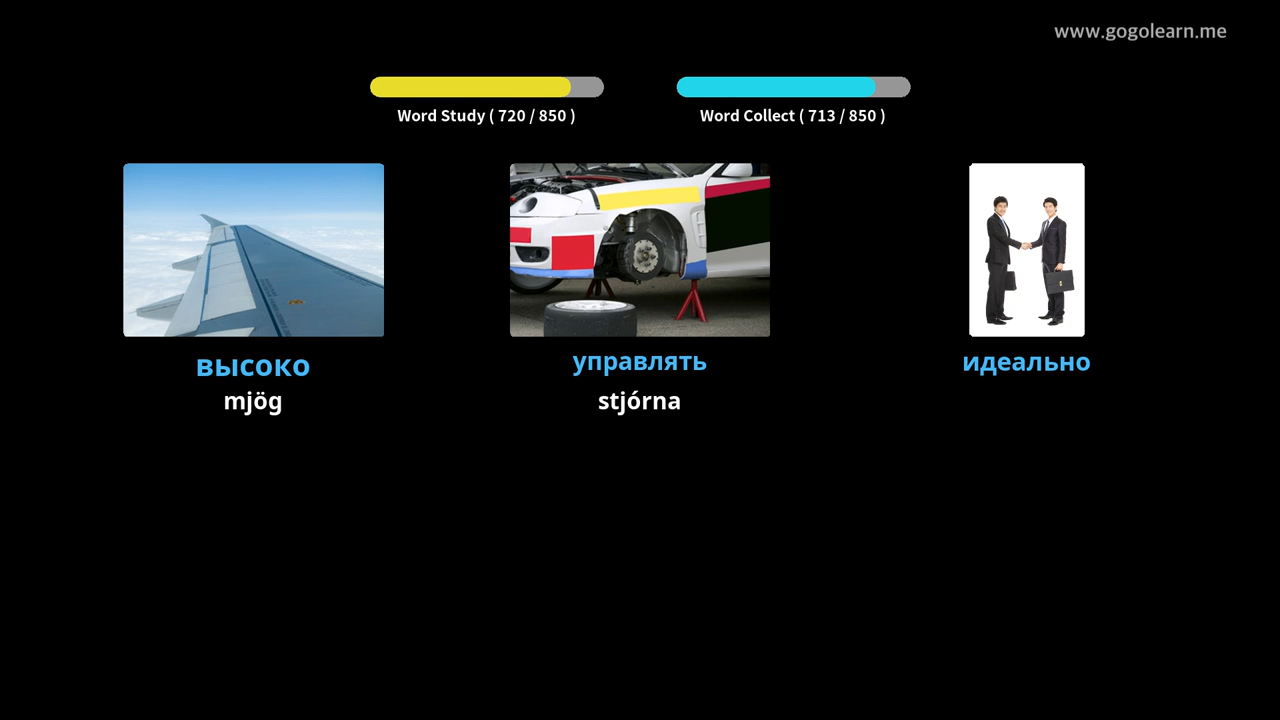 www.gogolearn.me
Word Study ( 720 / 850 )
Word Collect ( 713 / 850 )
высоко
mjög
управлять
stjórna
идеально